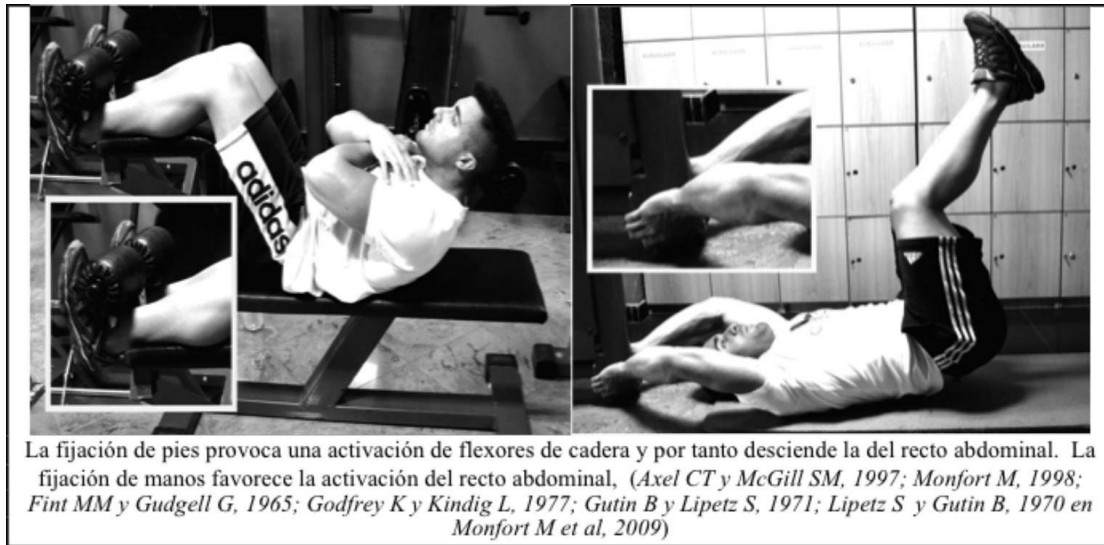 adidas
La fijación de pies provoca una activación de flexores de cadera y por tanto desciende la del recto abdominal. La
fijación de manos favorece la activación del recto abdominal, (Axel CT y McGill SM, 1997; Monfort M, 1998;
Fint MM y Gudgell G, 1965; Godfrey K y Kindig L, 1977; Gutin B y Lipetz S, 1971; Lipetz S y Gutin B, 1970 en
Monfort M et al, 2009)